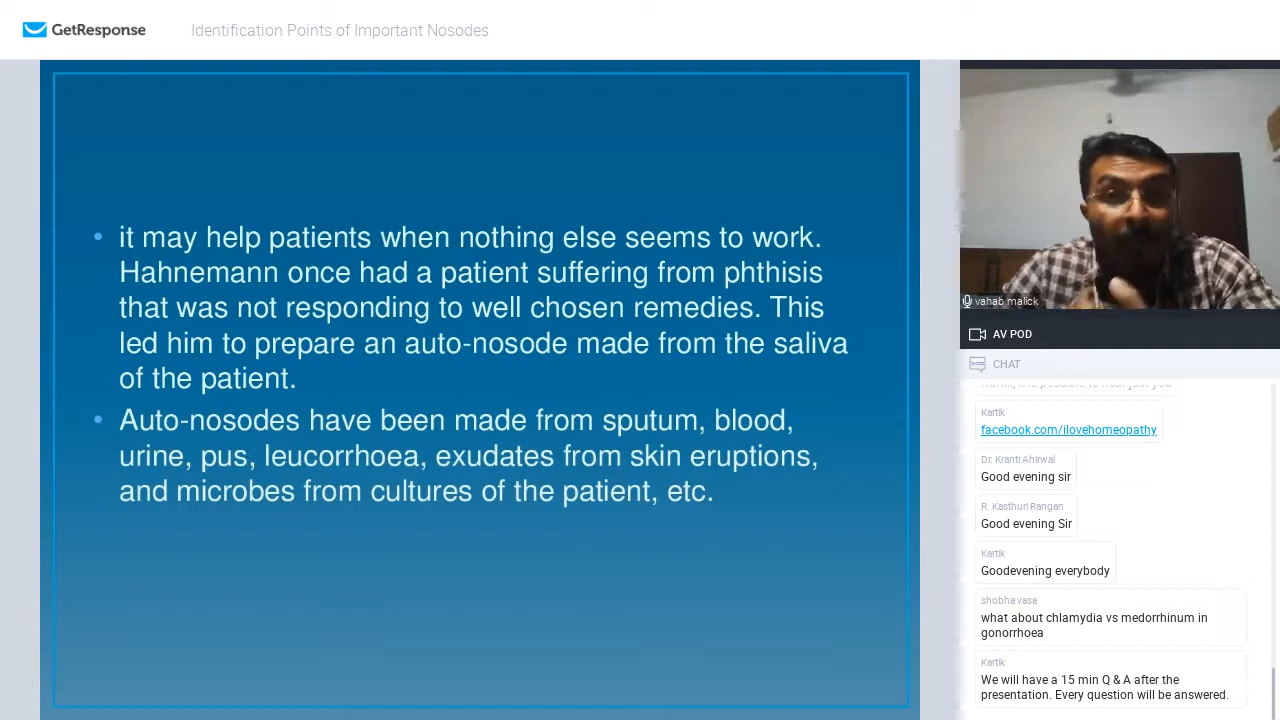 GetResponse
Identification Points of Important Nosodes
• it may help patients when nothing else seems to work.
Hahnemann once had a patient suffering from phthisis
that was not responding to well chosen remedies. This
led him to prepare an auto-nosode made from the saliva
of the patient.
• Auto-nosodes have been made from sputum, blood,
urine, pus, leucorrhoea, exudates from skin eruptions,
and microbes from cultures of the patient, etc.
vahab malick
AV POD
CHAT
Kartik
facebook.com/ilovehomeopathy
Dr. Kranti Ahirwal
Good evening sir
R. Kasthuri Rangan
Good evening Sir
Kartik
Goodevening everybody
shobha vasa
what about chlamydia vs medorrhinum in
gonorrhoea
Kartik
We will have a 15 min Q & A after the
presentation. Every question will be answered.